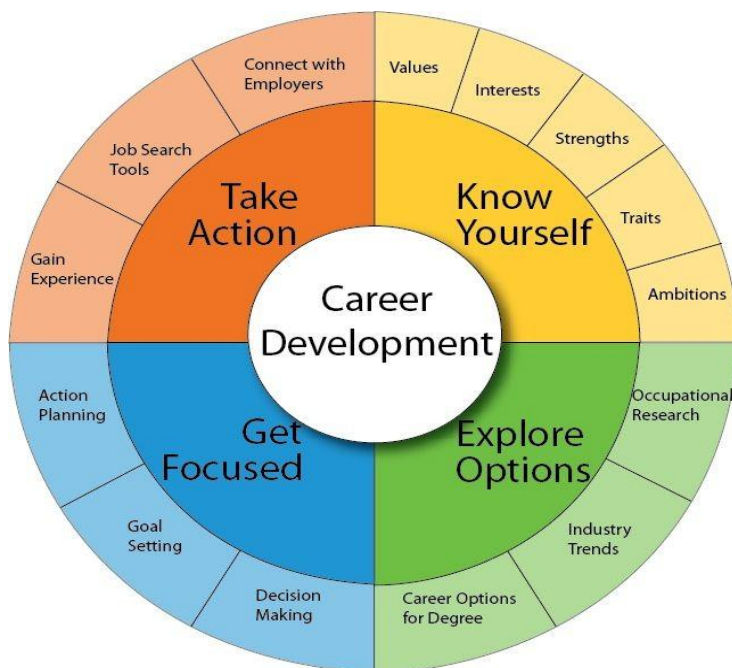 Career
Development
Know
Yourself
Values
Interests
Strengths
Traits
Ambitions
Explore
Options
Occupational
Research
Industry
Trends
Career Options
for Degree
Get
Focused
Decision
Making
Goal
Setting
Action
Planning
Take
Action
Gain
Experience
Job Search
Tools
Connect with
Employers